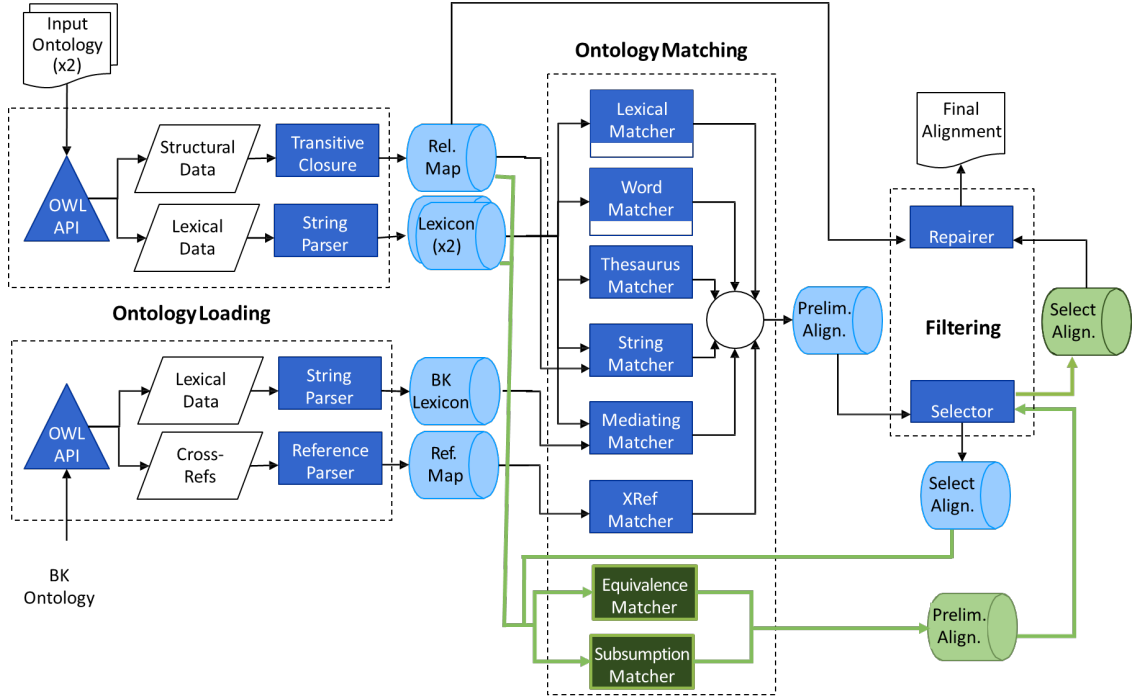 Input
Ontology
(x2)
Ontology Matching
OWL
API
Structural
Data
Transitive
Closure
Rel.
Map
Lexical
Data
String
Parser
Lexicon
(x2)
Ontology Loading
OWL
API
Lexical
Data
String
Parser
BK
Lexicon
Cross-
Refs
Reference
Parser
Ref.
Map
BK
Ontology
Lexical
Matcher
Word
Matcher
Thesaurus
Matcher
String
Matcher
Mediating
Matcher
XRef
Matcher
Equivalence
Matcher
Subsumption
Matcher
Prelim.
Align.
Final
Alignment
Repairer
Filtering
Selector
Select
Align.
Select
Align.
Prelim.
Align.